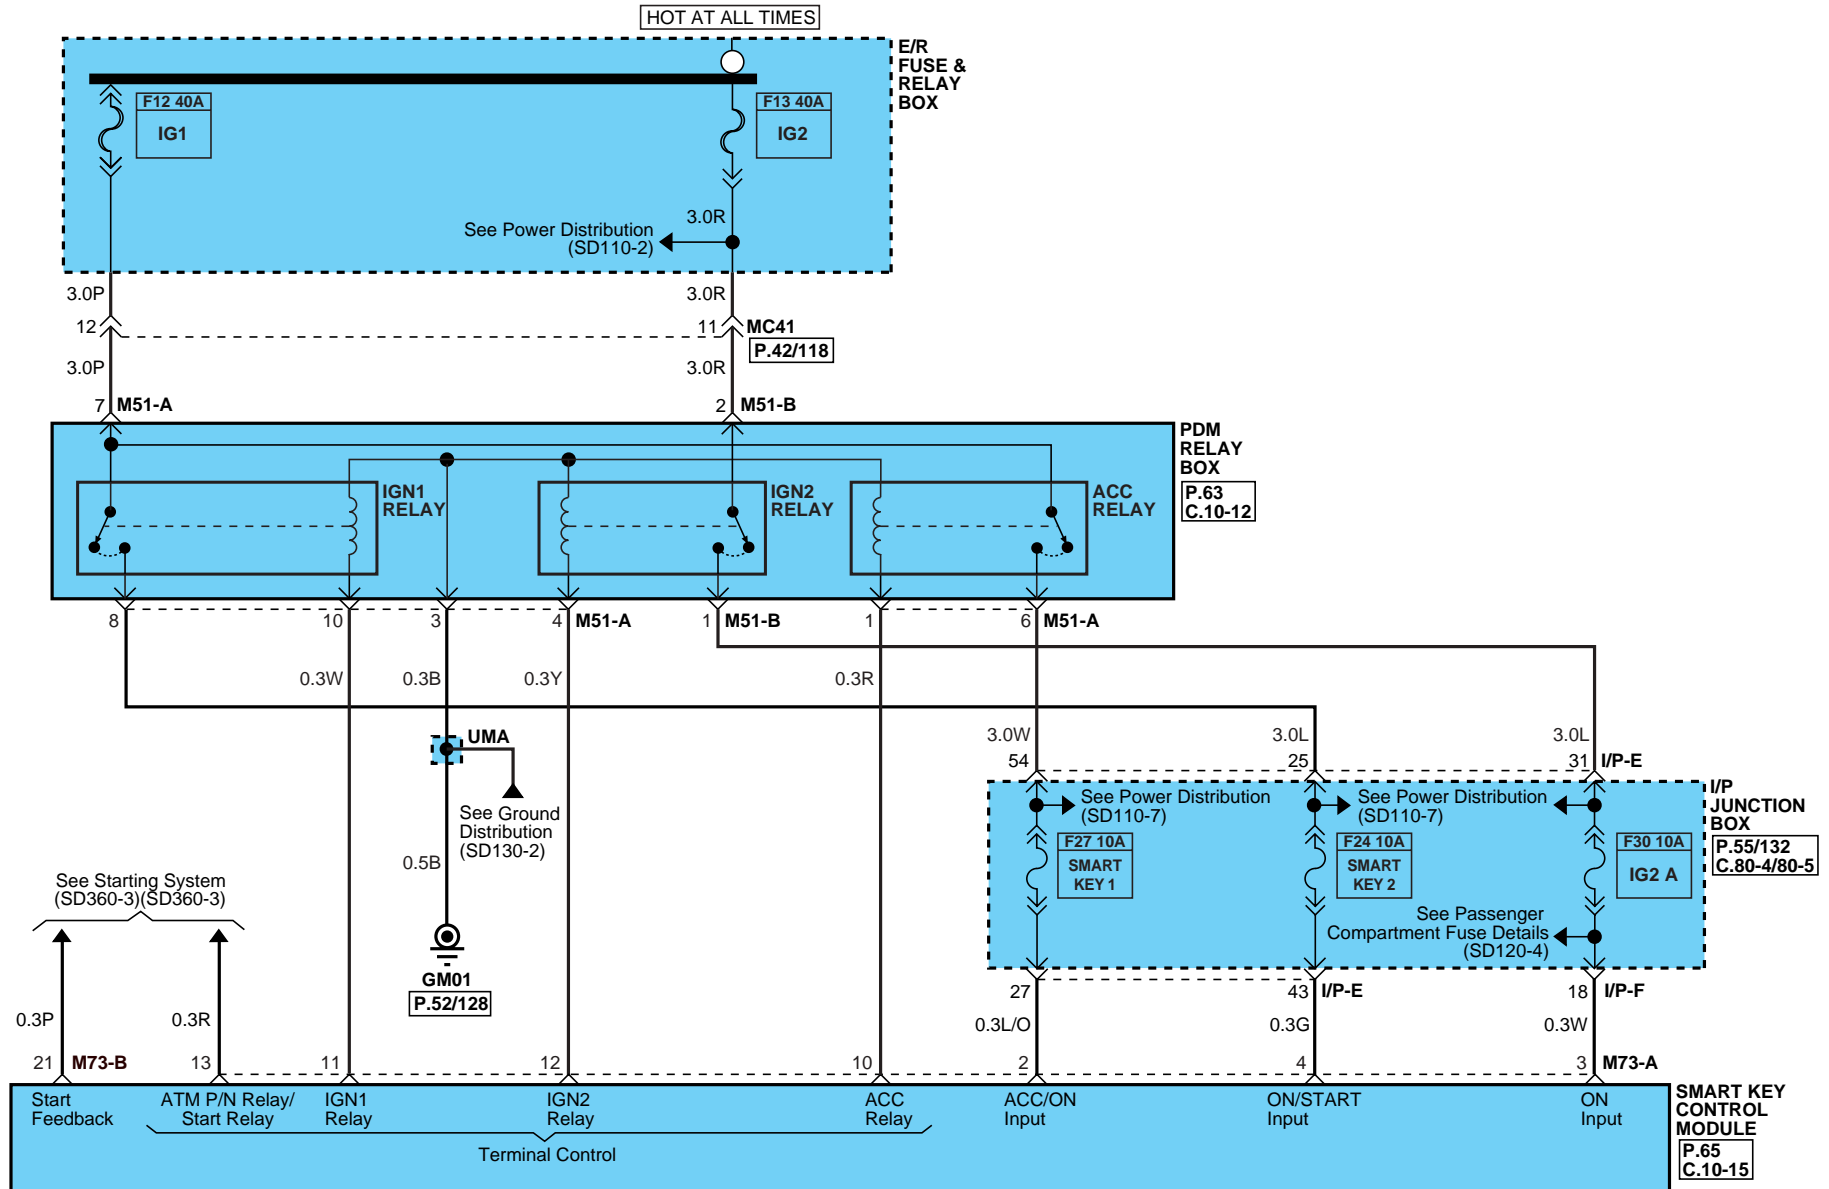 HOT AT ALL TIMES
E/R
FUSE &
RELAY
BOX
F12 40A
IG1
F13 40A
IG2
3.0R
See Power Distribution
(SD110-2)
3.0P
3.0R
12
11
MC41
P.42/118
3.0P
3.0R
7
M51-A
2
M51-B
PDM
RELAY
BOX
P.63
C.10-12
IGN1
RELAY
IGN2
RELAY
ACC
RELAY
8
10
3
4
M51-A
1
M51-B
1
6
M51-A
0.3W
0.3B
0.3Y
0.3R
UMA
3.0W
3.0L
3.0L
54
25
31
I/P-E
See Ground
Distribution
(SD130-2)
I/P
JUNCTION
BOX
P.55/132
C.80-4/80-5
See Power Distribution
(SD110-7)
See Power Distribution
(SD110-7)
F27 10A
SMART
KEY 1
F24 10A
SMART
KEY 2
F30 10A
IG2 A
0.5B
See Starting System
(SD360-3)(SD360-3)
See Passenger
Compartment Fuse Details
(SD120-4)
GM01
P.52/128
27
43
I/P-E
18
I/P-F
0.3P
0.3R
0.3L/O
0.3G
0.3W
21
M73-B
13
11
12
10
2
4
3
M73-A
Start
Feedback
ATM P/N Relay/
Start Relay
IGN1
Relay
IGN2
Relay
ACC
Relay
ACC/ON
Input
ON/START
Input
ON
Input
Terminal Control
SMART KEY
CONTROL
MODULE
P.65
C.10-15